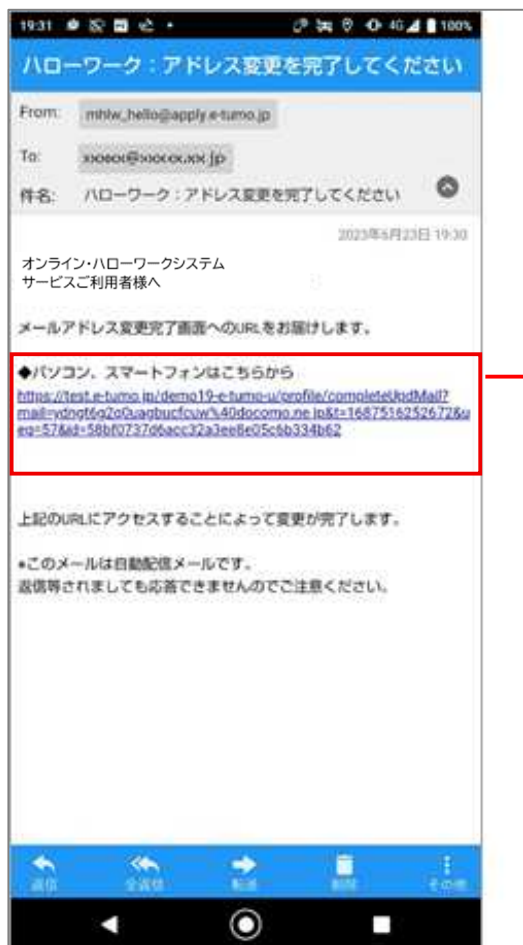 19:31 4G 100%
ハローワーク：アドレス変更を完了してください
From: mhlw_hello@apply.e-tumo.jp
To:
件名: ハローワーク：アドレス変更を完了してください
2023年6月23日 19:30
オンライン・ハローワークシステム
サービスご利用者様へ
メールアドレス変更完了画面へのURLをお届けします。
◆パソコン、スマートフォンはこちらから
https://test.e-tumo.jp/demo19-e-tumo-u/profile/completeUpdMail?
上記のURLにアクセスすることによって変更が完了します。
*このメールは自動配信メールです。
返信等されましても応答できませんのでご注意ください。
返信 全返信 転送 削除 その他